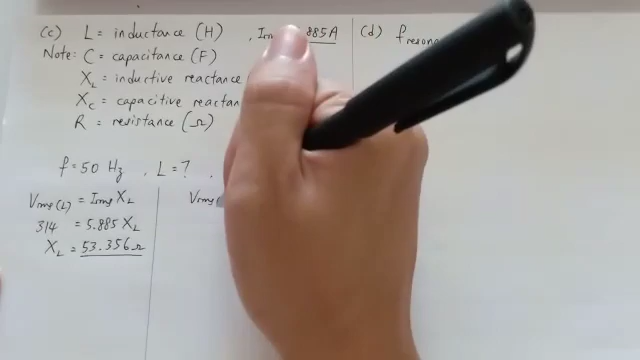 (c) L = inductance (H) , Irms 885A (d) fresona
Note: C = capacitance (F)
XL = inductive reactance
XC = capacitive reactan
R = resistance (Ω)
f = 50 Hz , L = ? ,
Vrms(L) = Irms XL
314 = 5.885 XL
XL = 53.356Ω
Vrms(